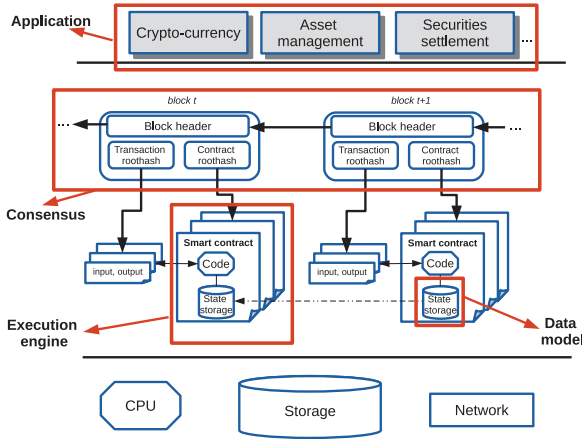 Application
Crypto-currency
Asset
management
Securities
settlement
...
block t
block t+1
...
Block header
Block header
...
Transaction
roothash
Contract
roothash
Transaction
roothash
Contract
roothash
Consensus
Smart contract
Smart contract
input, output
Code
input, output
Code
State
storage
State
storage
Execution
engine
Data
model
CPU
Storage
Network